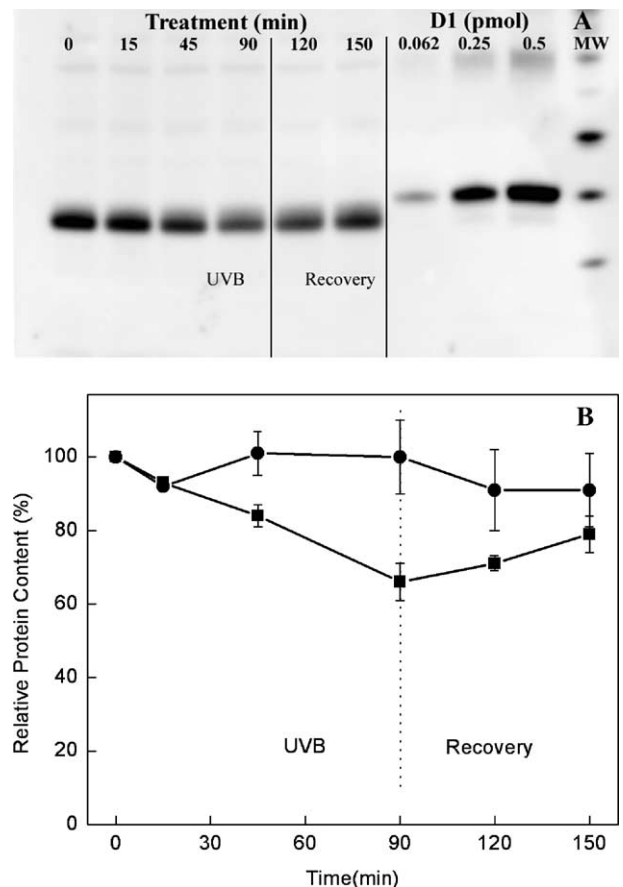 Treatment (min) D1 (pmol) A
0 15 45 90 120 150 0.062 0.25 0.5 MW
UVB Recovery
B
100
80
60
40
20
0
Relative Protein Content (%)
UVB Recovery
0 30 60 90 120 150
Time(min)